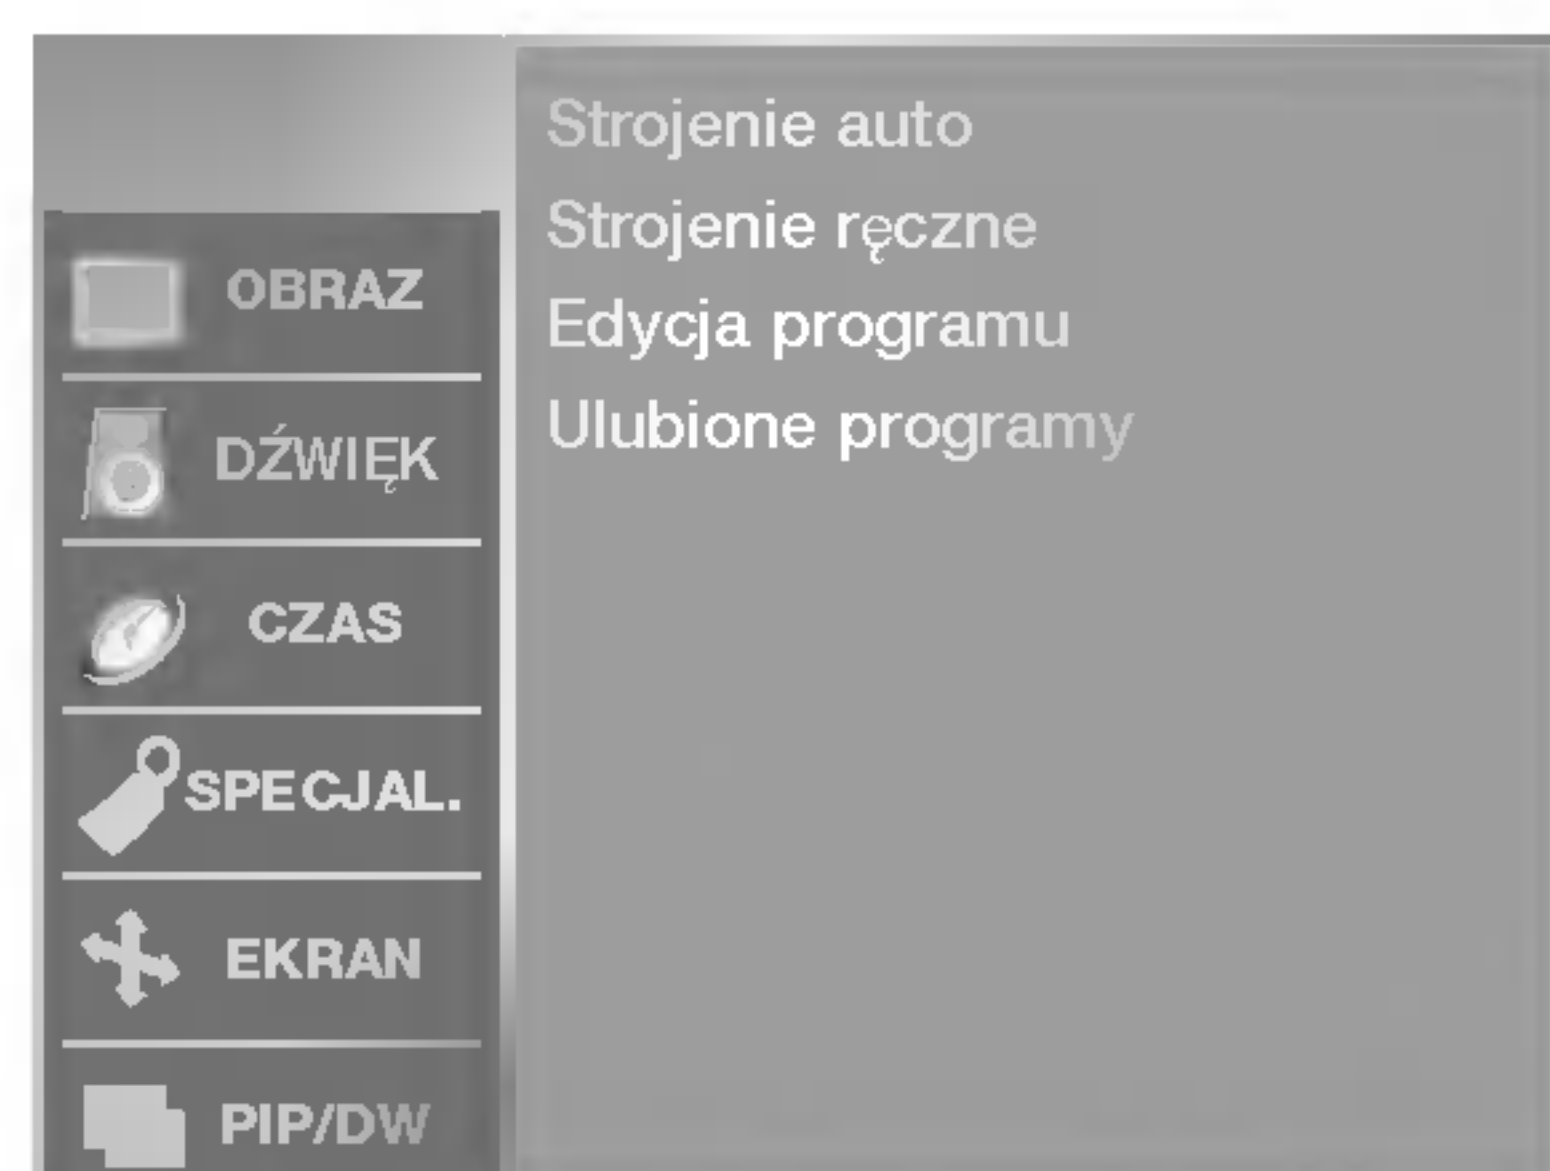 Strojenie auto
Strojenie ręczne
Edycja programu
Ulubione programy
OBRAZ
DŹWIĘK
CZAS
SPECJAL.
EKRAN
PIP/DW